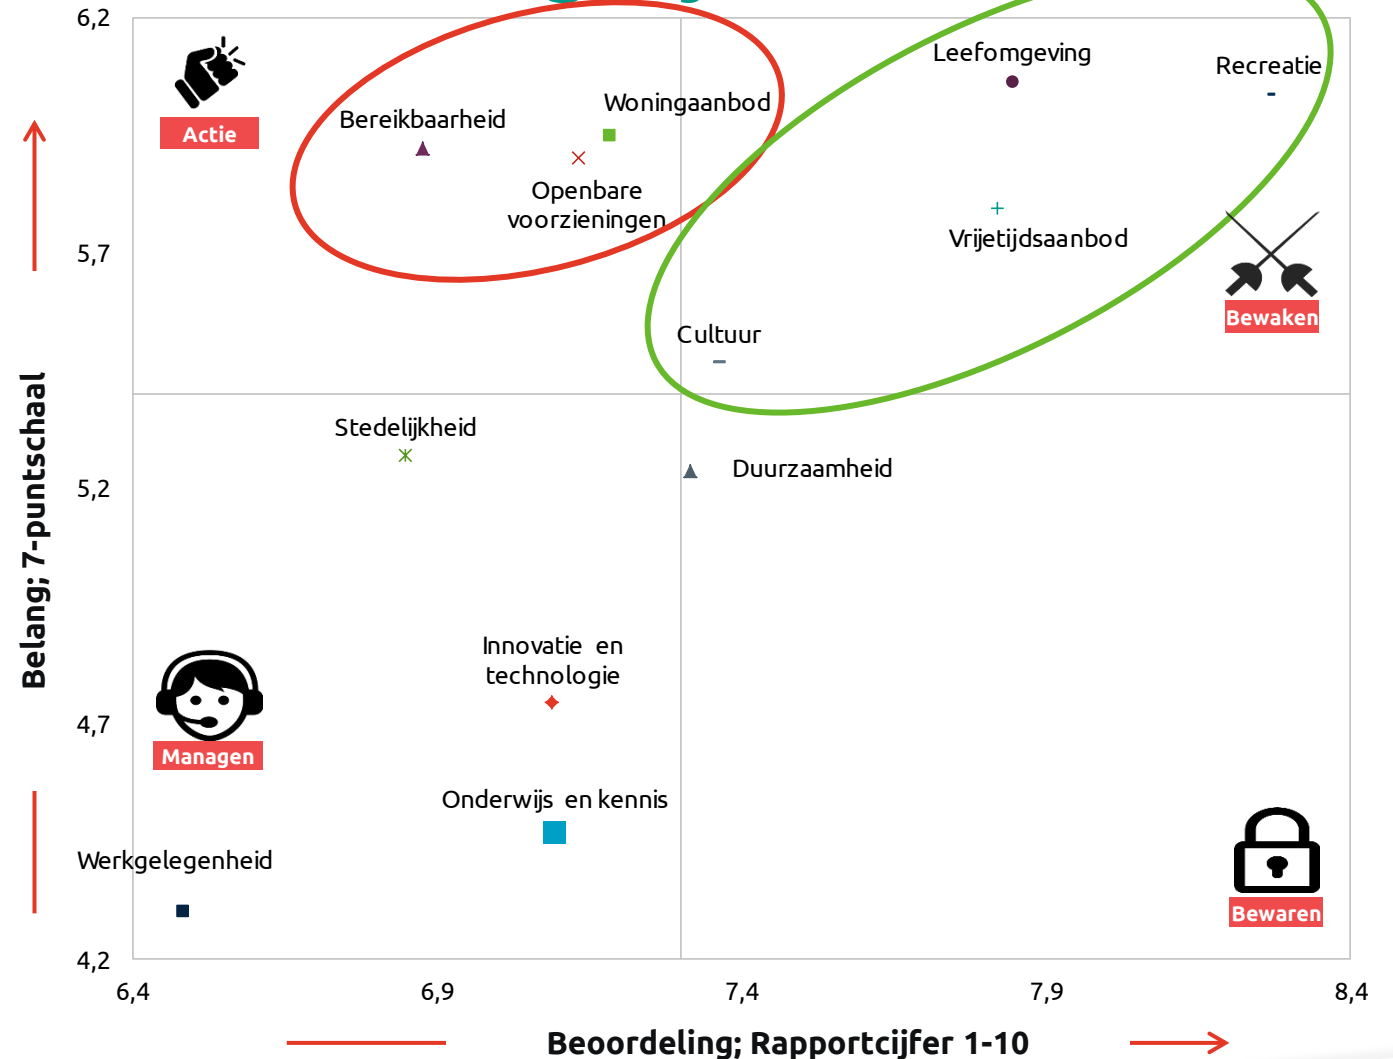 6,2
Leefomgeving
Recreatie
Woningaanbod
Bereikbaarheid
Actie
Openbare
voorzieningen
Vrijetijdsaanbod
5,7
Bewaken
Cultuur
Stedelijkheid
Duurzaamheid
5,2
Belang; 7-puntschaal
Innovatie en
technologie
4,7
Managen
Onderwijs en kennis
Werkgelegenheid
Bewaren
4,2
6,4
6,9
7,4
7,9
8,4
Beoordeling; Rapportcijfer 1-10